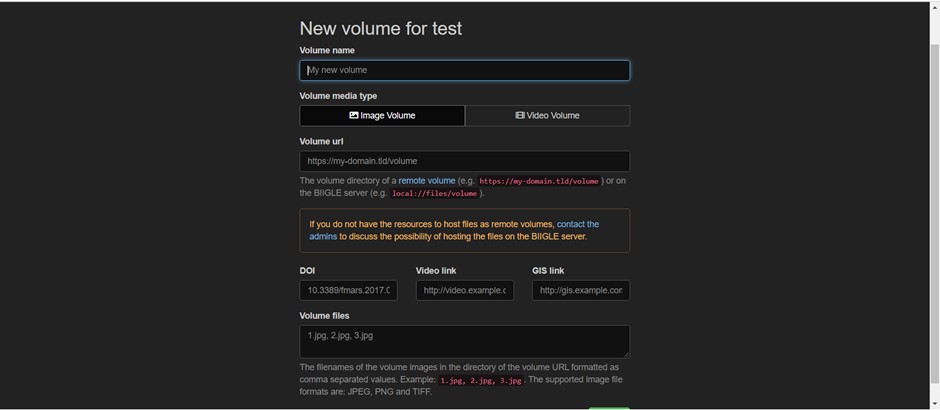 New volume for test
Volume name
My new volume
Volume media type
Image Volume Video Volume
Volume url
https://my-domain.tld/volume
The volume directory of a remote volume (e.g. https://my-domain.tld/volume ) or on
the BIIGLE server (e.g. local://files/volume ).
If you do not have the resources to host files as remote volumes, contact the
admins to discuss the possibility of hosting the files on the BIIGLE server.
DOI Video link GIS link
10.3389/fmars.2017.0 http://video.example.c http://gis.example.com
Volume files
1.jpg, 2.jpg, 3.jpg
The filenames of the volume images in the directory of the volume URL formatted as
comma separated values. Example: 1.jpg, 2.jpg, 3.jpg . The supported image file
formats are: JPEG, PNG and TIFF.